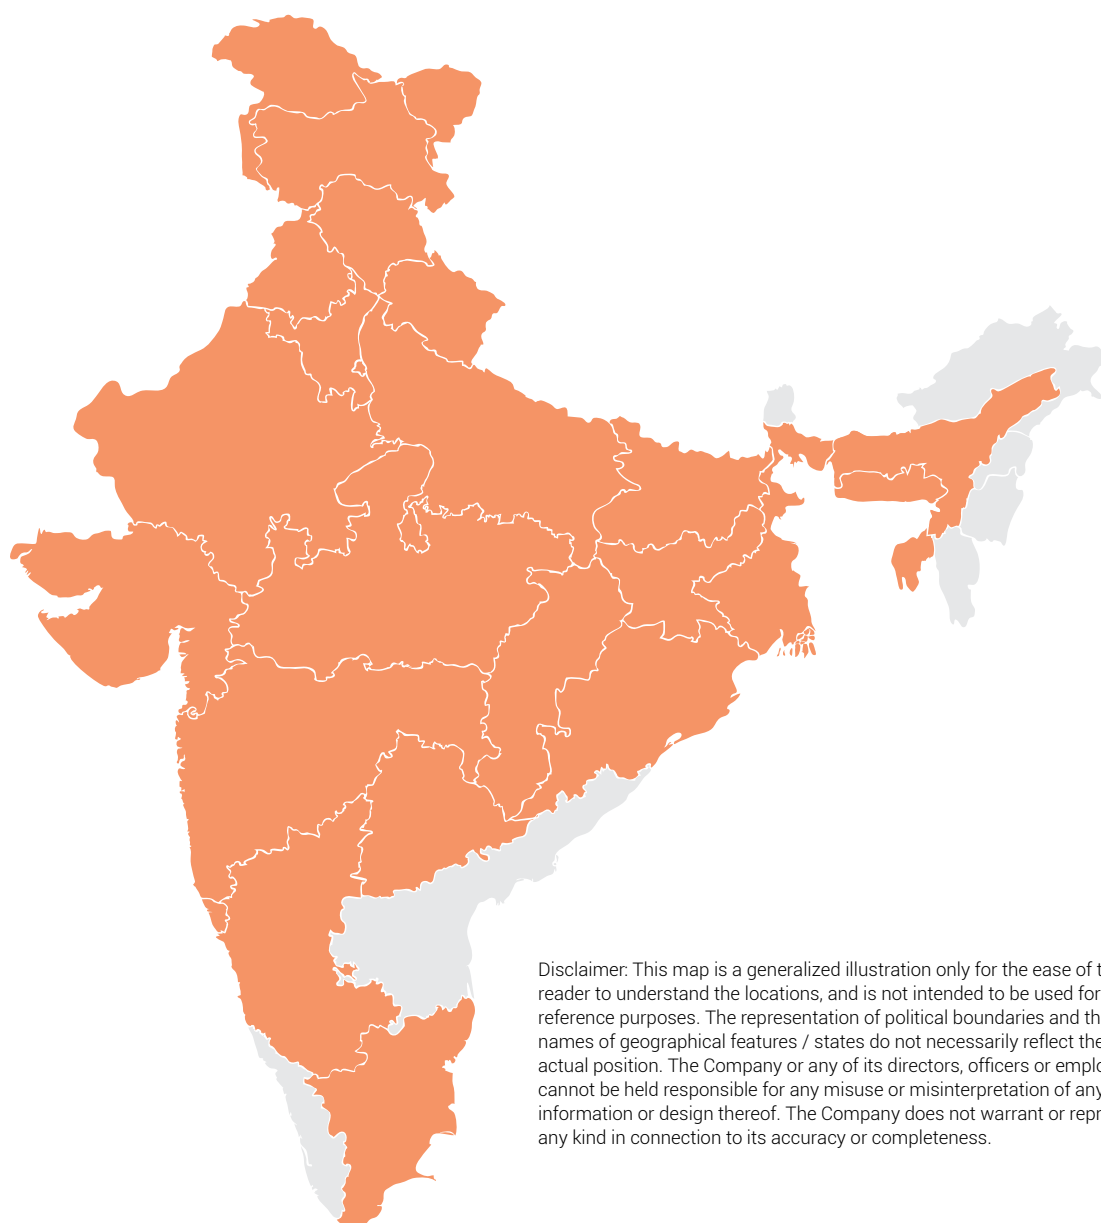 Disclaimer: This map is a generalized illustration only for the ease of t
reader to understand the locations, and is not intended to be used for
reference purposes. The representation of political boundaries and th
names of geographical features / states do not necessarily reflect the
actual position. The Company or any of its directors, officers or emplo
cannot be held responsible for any misuse or misinterpretation of any
information or design thereof. The Company does not warrant or repr
any kind in connection to its accuracy or completeness.